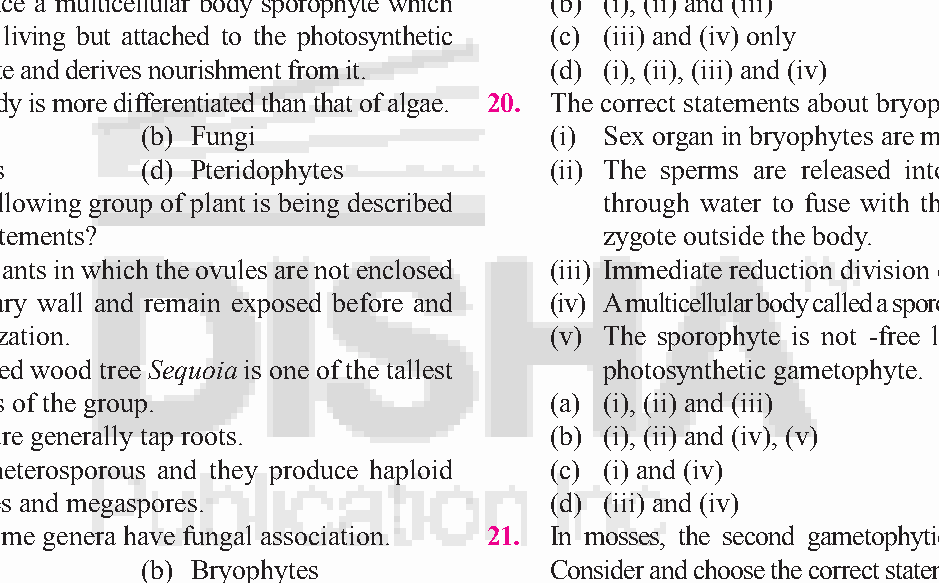 ce a multicellular body sporophyte which
living but attached to the photosynthetic
te and derives nourishment from it.
dy is more differentiated than that of algae.
(b) Fungi
s (d) Pteridophytes
llowing group of plant is being described
tements?
ants in which the ovules are not enclosed
ary wall and remain exposed before and
zation.
ed wood tree Sequoia is one of the tallest
s of the group.
are generally tap roots.
heterosporous and they produce haploid
es and megaspores.
me genera have fungal association.
(b) Bryophytes
(b) (i), (ii) and (iii)
(c) (iii) and (iv) only
(d) (i), (ii), (iii) and (iv)
20. The correct statements about bryop
(i) Sex organ in bryophytes are m
(ii) The sperms are released into
through water to fuse with th
zygote outside the body.
(iii) Immediate reduction division
(iv) A multicellular body called a sporo
(v) The sporophyte is not -free l
photosynthetic gametophyte.
(a) (i), (ii) and (iii)
(b) (i), (ii) and (iv), (v)
(c) (i) and (iv)
(d) (iii) and (iv)
21. In mosses, the second gametophytic
Consider and choose the correct statem
DISHA
Publication Inc